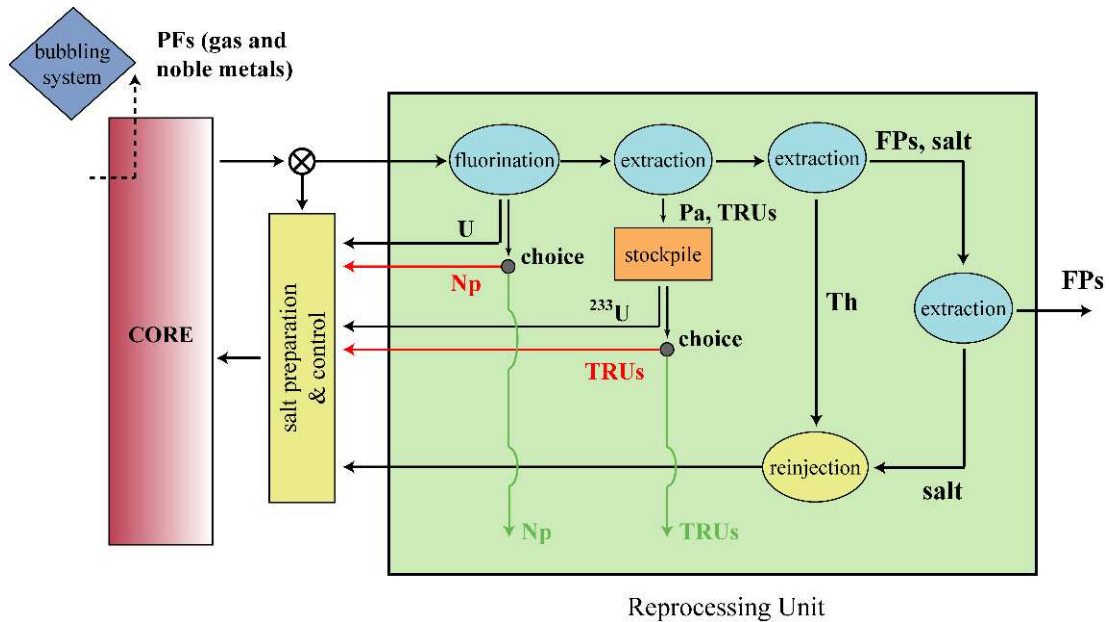 bubbling
system
PFs (gas and
noble metals)
CORE
salt preparation
& control
fluorination
extraction
extraction
FPs, salt
U
choice
Np
Pa, TRUs
stockpile
²³³U
choice
TRUs
Th
extraction
FPs
reinjection
salt
Np
TRUs
Reprocessing Unit